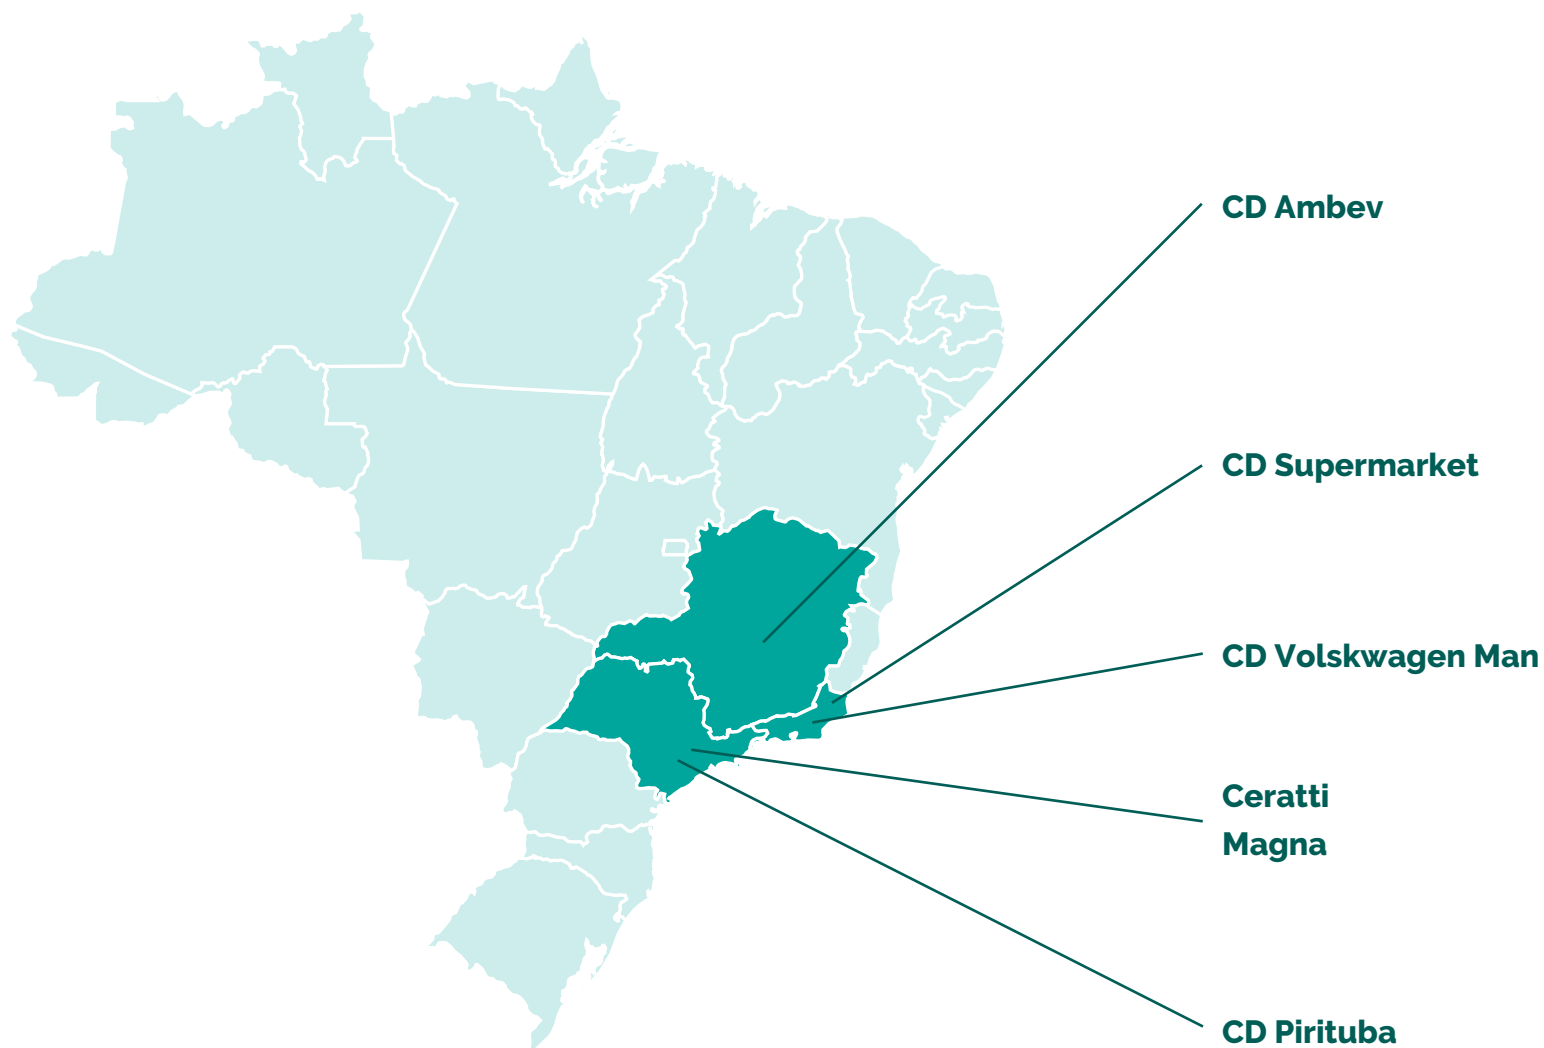 CD Ambev
CD Supermarket
CD Volskwagen Man
Ceratti
Magna
CD Pirituba